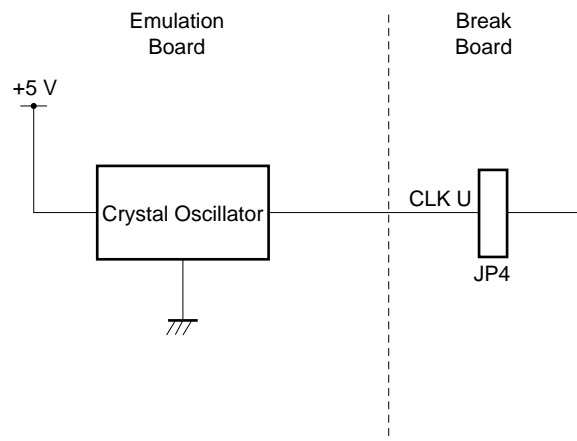 Emulation
Board
Break
Board
+5 V
Crystal Oscillator
CLK U
JP4